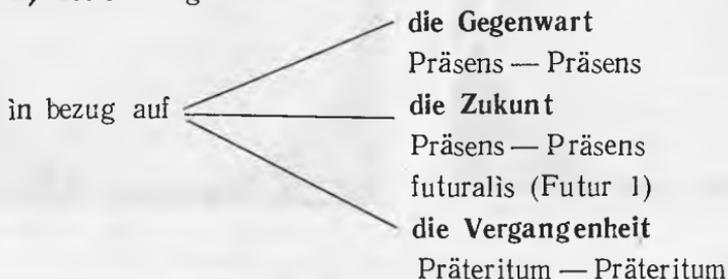 die Gegenwart
Präsens — Präsens
in bezug auf
die Zukunt
Präsens — Präsens
futuralis (Futur 1)
die Vergangenheit
Präteritum — Präteritum